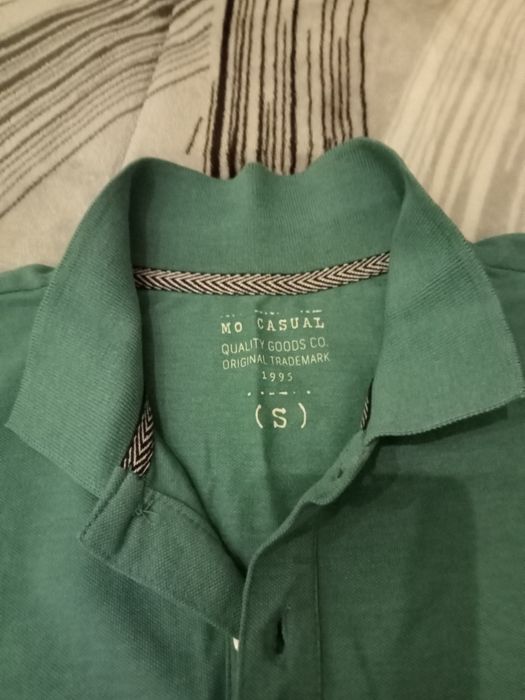 MO CASUAL
QUALITY GOODS CO.
ORIGINAL TRADEMARK
1995
(S)